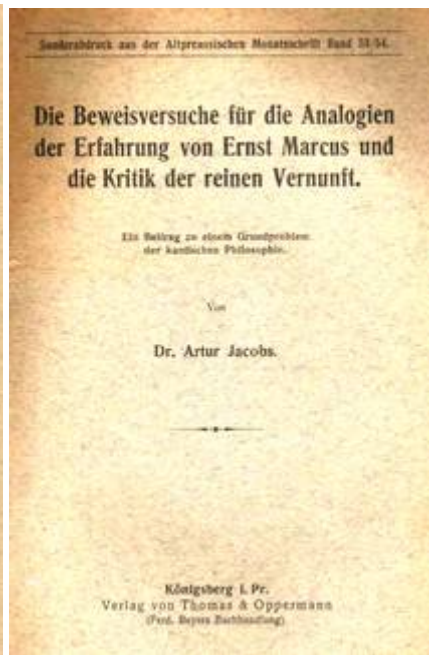 Sonderabdruck aus der Altpreussischen Monatsschrift Band 53/54.
Die Beweisversuche für die Analogien
der Erfahrung von Ernst Marcus und
die Kritik der reinen Vernunft.
Ein Beitrag zu einem Grundproblem
der kantischen Philosophie.
Von
Dr. Artur Jacobs.
Königsberg i. Pr.
Verlag von Thomas & Oppermann
(Ferd. Beyers Buchhandlung)